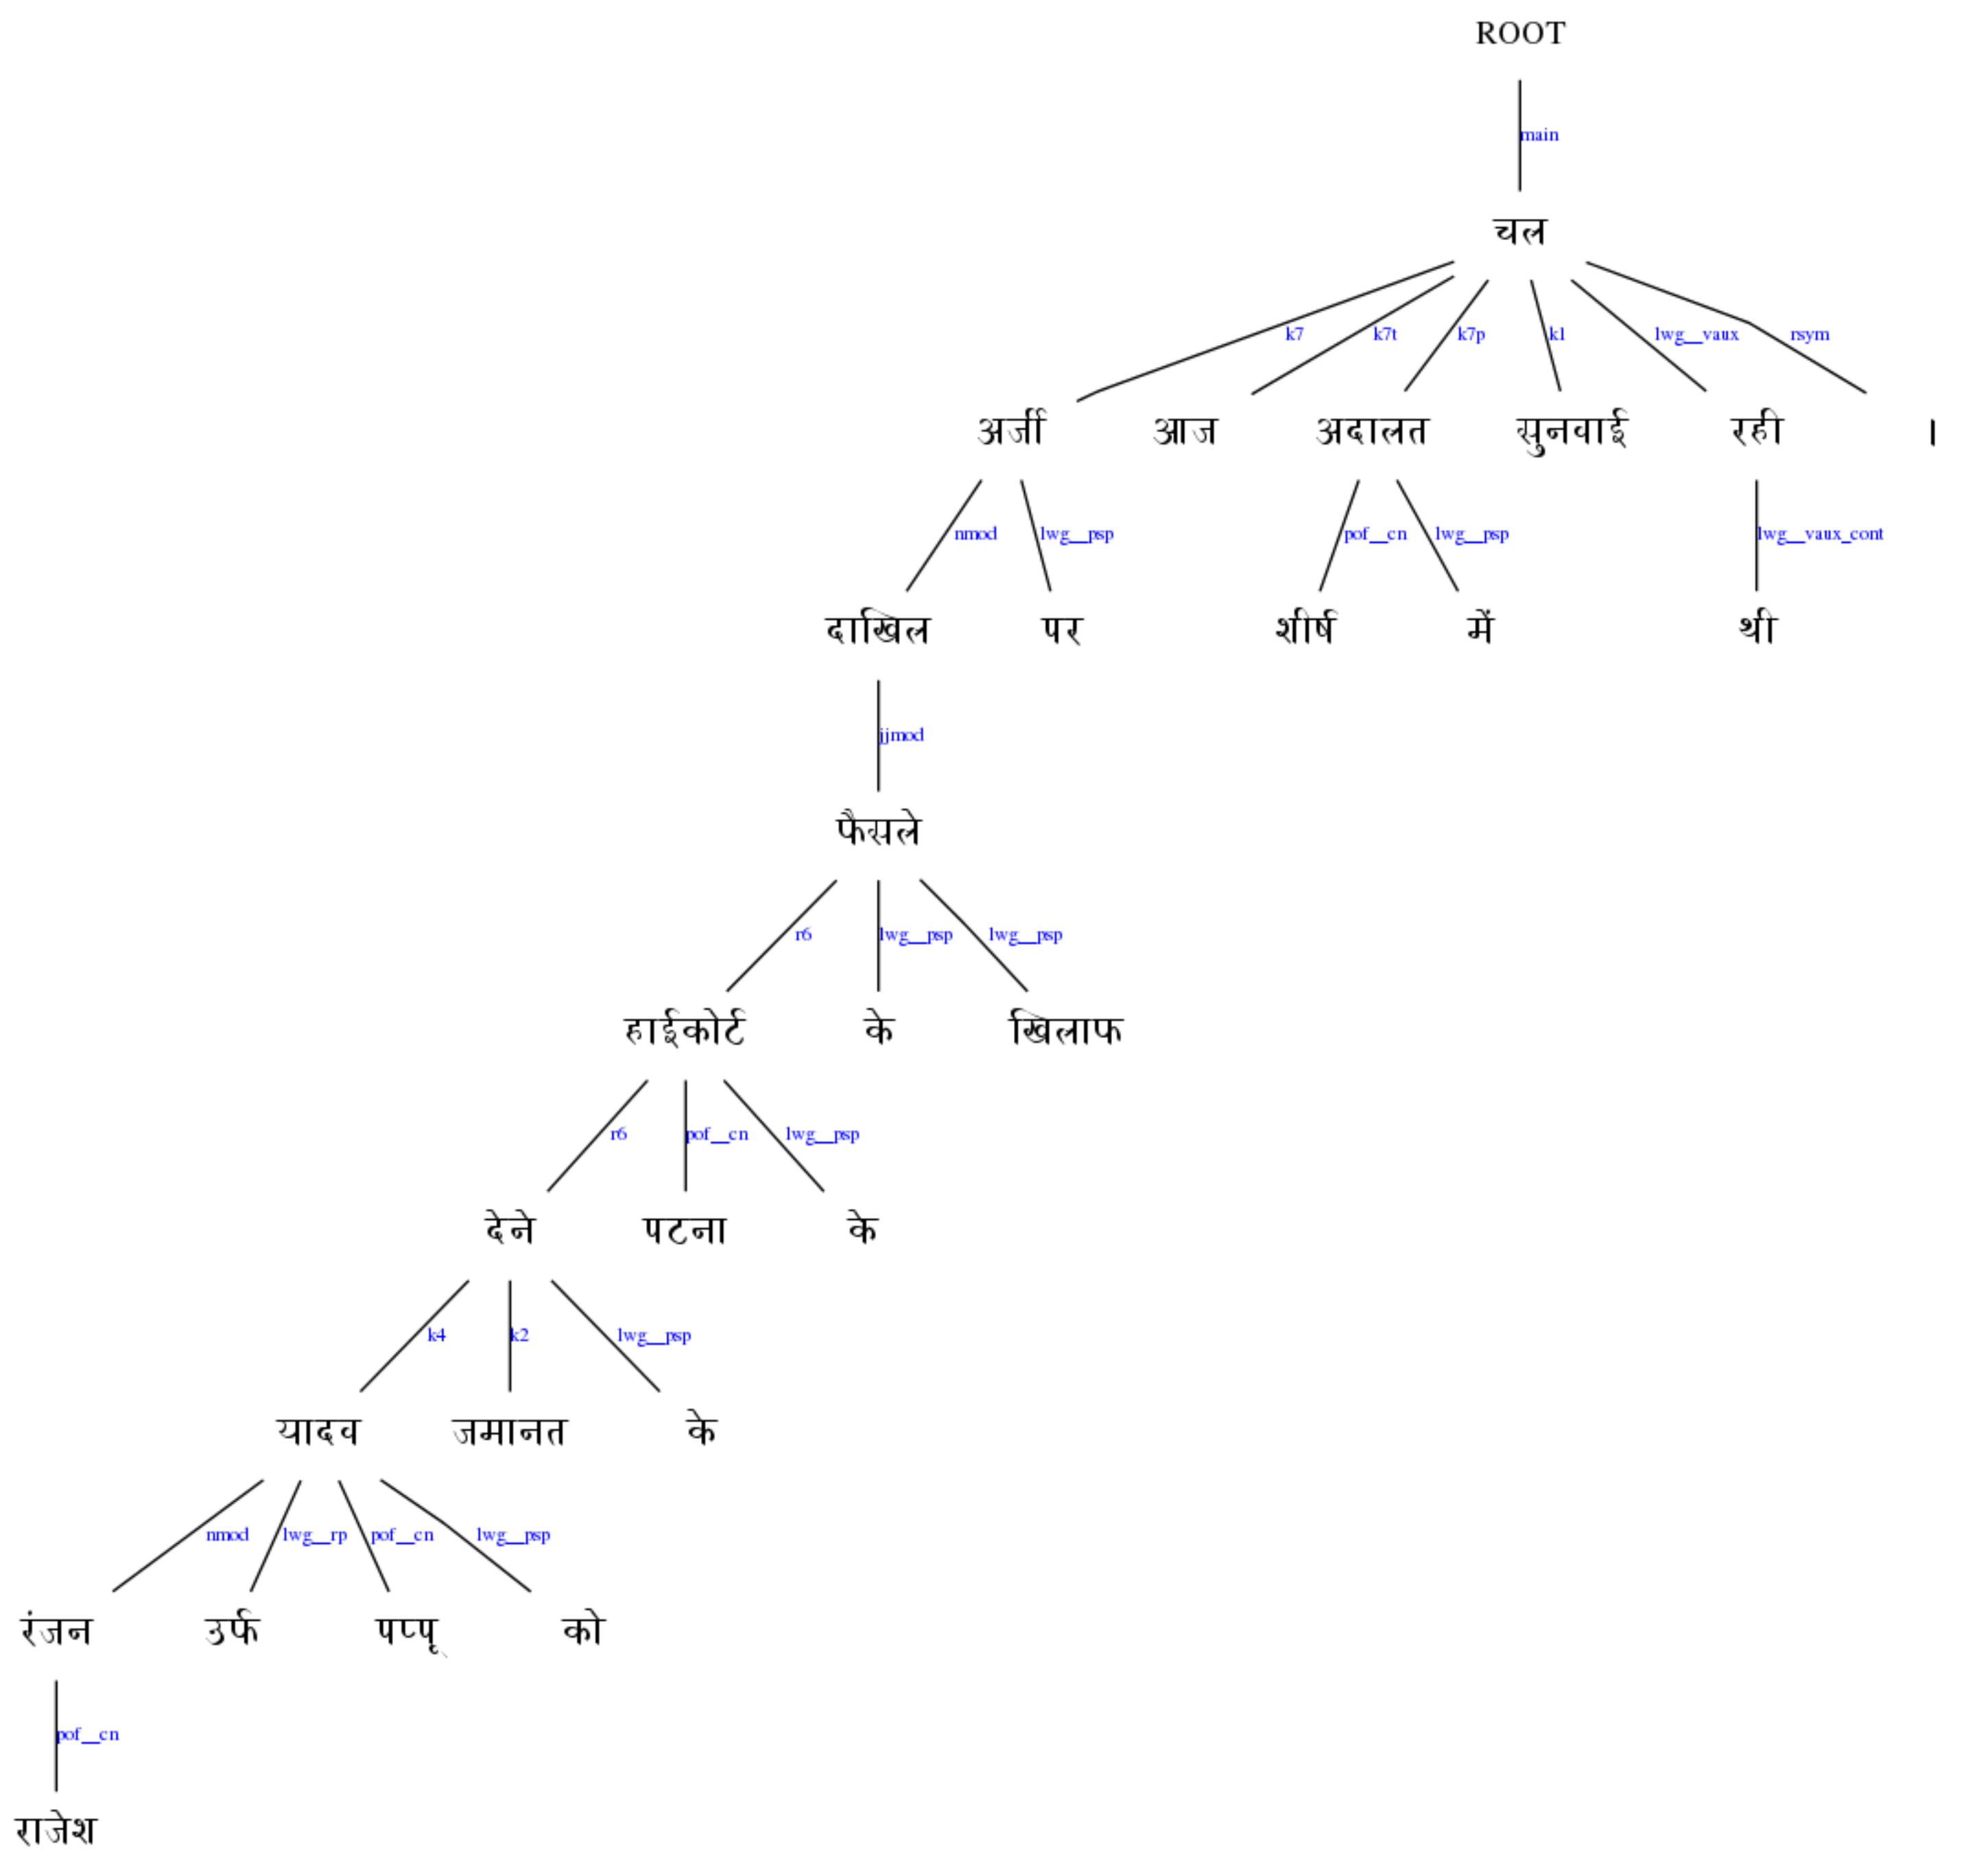 ROOT
main
चल
k7 k7t k7p k1 lwg__vaux rsym
अर्जी आज अदालत सुनवाई रही ।
nmod lwg__psp pof__cn lwg__psp lwg__vaux_cont
दाखिल पर शीर्ष में थी
jjmod
फैसले
r6 lwg__psp lwg__psp
हाईकोर्ट के खिलाफ
r6 pof__cn lwg__psp
देने पटना के
k4 k2 lwg__psp
यादव जमानत के
nmod lwg__rp pof__cn lwg__psp
रंजन उर्फ पप्पू को
pof__cn
राजेश